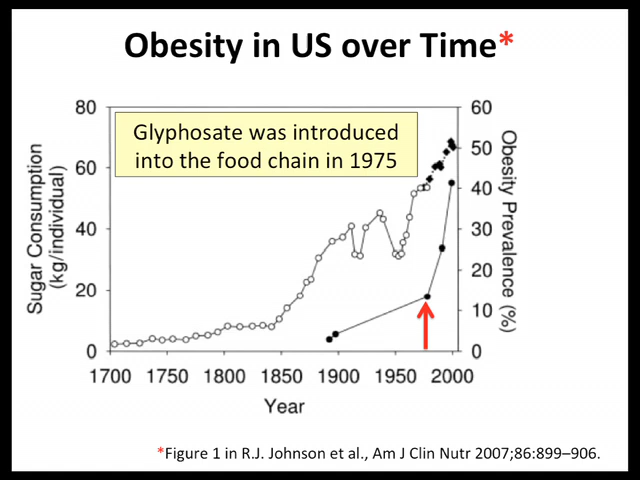 Obesity in US over Time*
Glyphosate was introduced
into the food chain in 1975
Sugar Consumption
(kg/individual)
80
60
40
20
0
60
50
40
30
20
10
0
Obesity Prevalence (%)
1700 1750 1800 1850 1900 1950 2000
Year
*Figure 1 in R.J. Johnson et al., Am J Clin Nutr 2007;86:899–906.